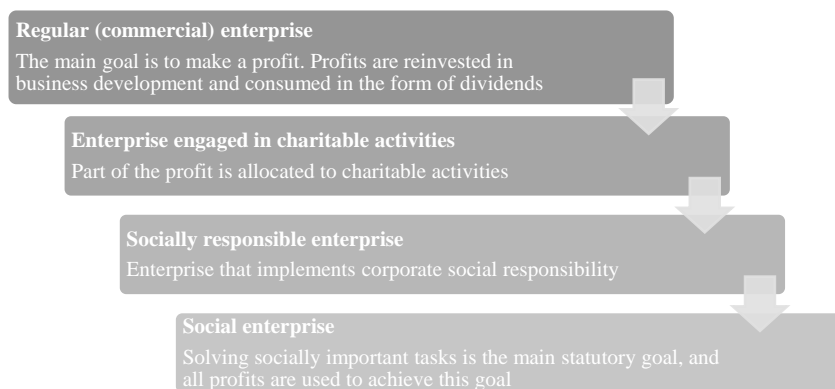 Regular (commercial) enterprise
The main goal is to make a profit. Profits are reinvested in
business development and consumed in the form of dividends
Enterprise engaged in charitable activities
Part of the profit is allocated to charitable activities
Socially responsible enterprise
Enterprise that implements corporate social responsibility
Social enterprise
Solving socially important tasks is the main statutory goal, and
all profits are used to achieve this goal